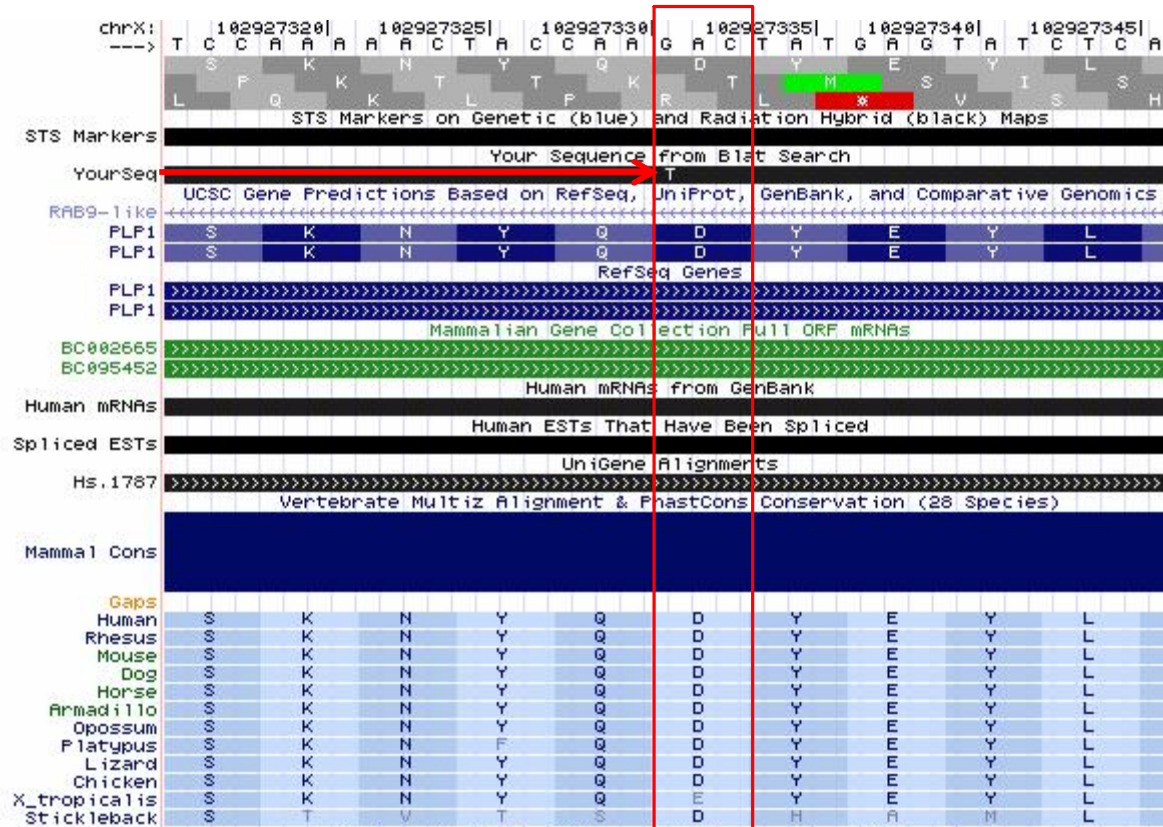 chrX: 102927320| 102927325| 102927330| 102927335| 102927340| 102927345|
---> T C C A A A A A C T A C C A A G A C T A T G A G T A T C T C A
S K N Y Q D Y E Y L
P K T T K T M S I S
L Q K L P R L * V S H
STS Markers on Genetic (blue) and Radiation Hybrid (black) Maps
STS Markers
Your Sequence from Blat Search
YourSeq T
UCSC Gene Predictions Based on RefSeq, UniProt, GenBank, and Comparative Genomics
RAB9-like
PLP1 S K N Y Q D Y E Y L
PLP1 S K N Y Q D Y E Y L
RefSeq Genes
PLP1
PLP1
Mammalian Gene Collection Full ORF mRNAs
BC002665
BC095452
Human mRNAs from GenBank
Human mRNAs
Human ESTs That Have Been Spliced
Spliced ESTs
UniGene Alignments
Hs.1787
Vertebrate Multiz Alignment & PhastCons Conservation (28 Species)
Mammal Cons
Gaps
Human S K N Y Q D Y E Y L
Rhesus S K N Y Q D Y E Y L
Mouse S K N Y Q D Y E Y L
Dog S K N Y Q D Y E Y L
Horse S K N Y Q D Y E Y L
Armadillo S K N Y Q D Y E Y L
Opossum S K N Y Q D Y E Y L
Platypus S K N F Q D Y E Y L
Lizard S K N Y Q D Y E Y L
Chicken S K N Y Q D Y E Y L
X_tropicalis S K N Y Q E Y E Y L
Stickleback S T V T S D H A M L